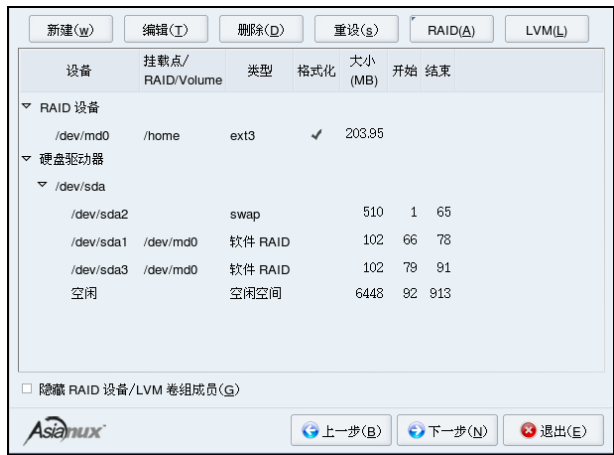 新建(w) 编辑(T) 删除(D) 重设(s) RAID(A) LVM(L)
设备 挂载点/ RAID/Volume 类型 格式化 大小 (MB) 开始 结束
RAID 设备
/dev/md0 /home ext3 203.95
硬盘驱动器
/dev/sda
/dev/sda2 swap 510 1 65
/dev/sda1 /dev/md0 软件 RAID 102 66 78
/dev/sda3 /dev/md0 软件 RAID 102 79 91
空闲 空闲空间 6448 92 913
隐藏 RAID 设备/LVM 卷组成员(G)
Asianux 上一步(B) 下一步(N) 退出(E)